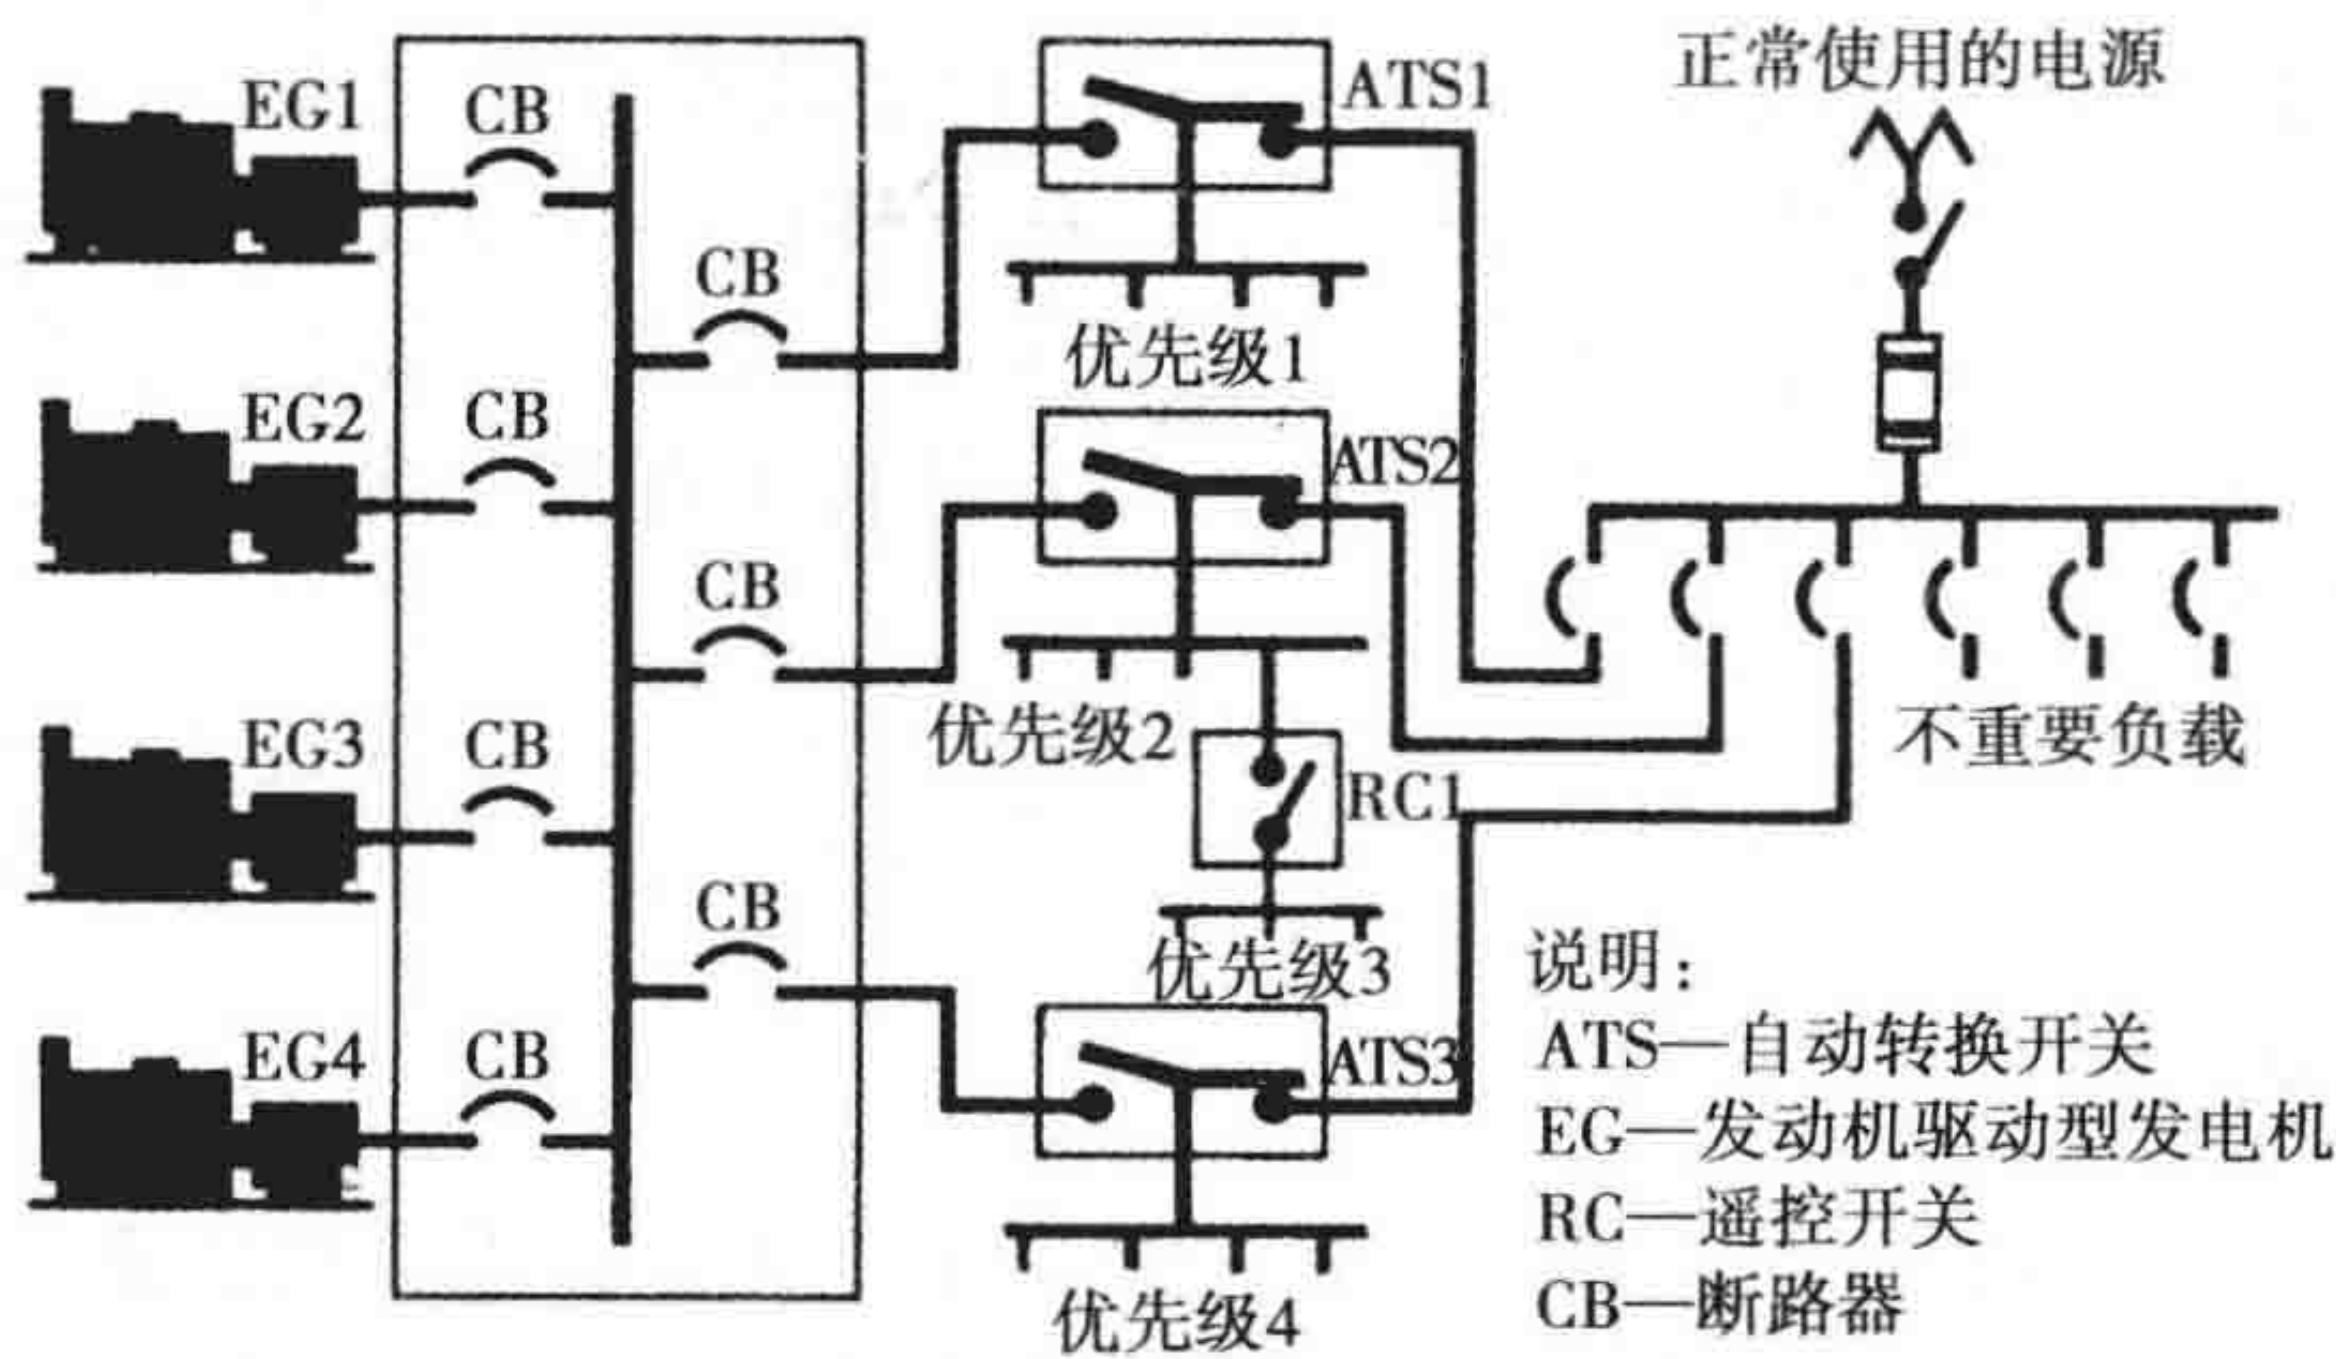 EG1
CB
ATS1
正常使用的电源
CB
优先级1
EG2
CB
ATS2
CB
优先级2
EG3
CB
RC1
不重要负载
CB
优先级3
EG4
CB
ATS3
优先级4
说明：
ATS—自动转换开关
EG—发动机驱动型发电机
RC—遥控开关
CB—断路器